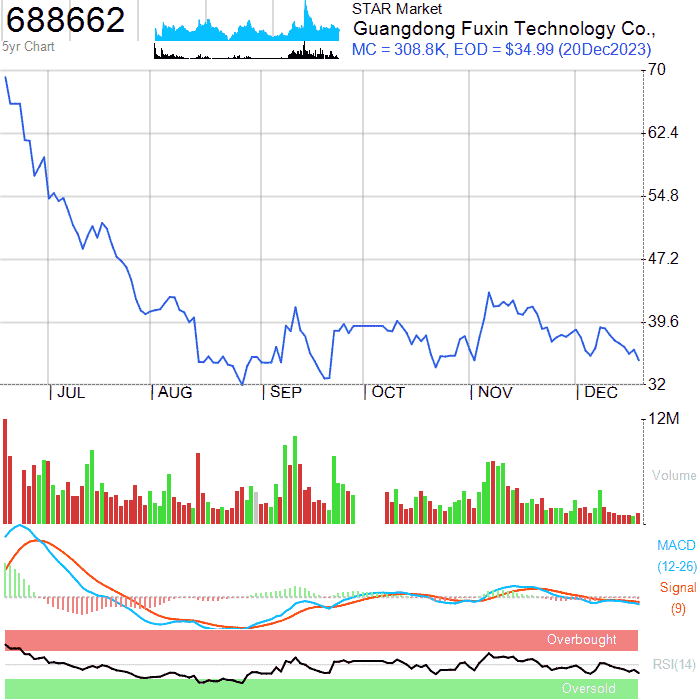 688662
5yr Chart
STAR Market
Guangdong Fuxin Technology Co.,
MC = 308.8K, EOD = $34.99 (20Dec2023)
70
62.4
54.8
47.2
39.6
32
JUL
AUG
SEP
OCT
NOV
DEC
12M
Volume
MACD
(12-26)
Signal
(9)
Overbought
RSI(14)
Oversold